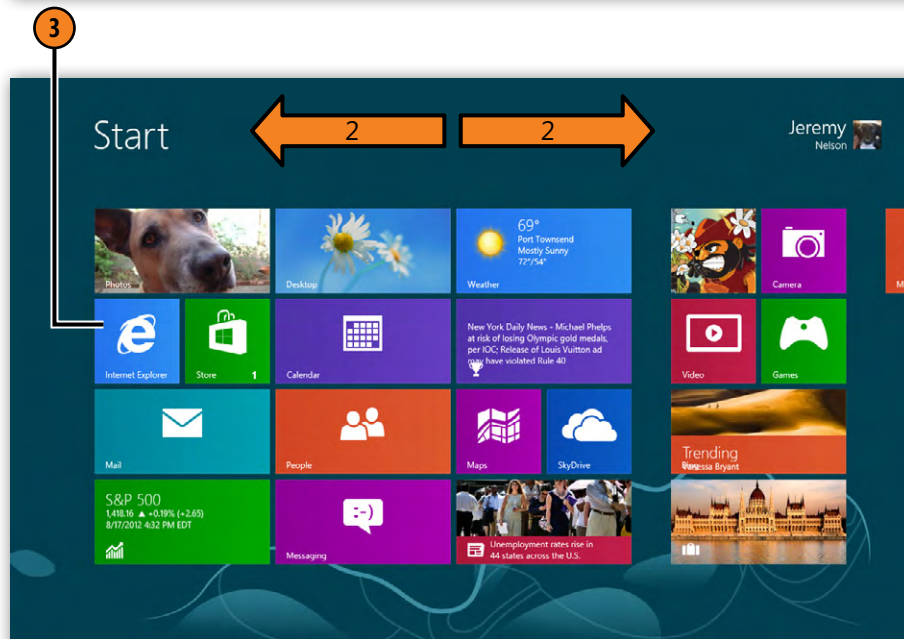 3
Start
2
2
Jeremy
Nelson
Photos
Desktop
69°
Port Townsend
Mostly Sunny
72°/54°
Weather
Camera
M
Internet Explorer
Store
1
Calendar
New York Daily News - Michael Phelps
at risk of losing Olympic gold medals,
per IOC; Release of Louis Vuitton ad
may have violated Rule 40
Video
Games
Mail
People
Maps
SkyDrive
Trending
Vanessa Bryant
S&P 500
1,418.16 ▲ +0.19% (+2.65)
8/17/2012 4:32 PM EDT
:-)
Messaging
Unemployment rates rise in
44 states across the U.S.